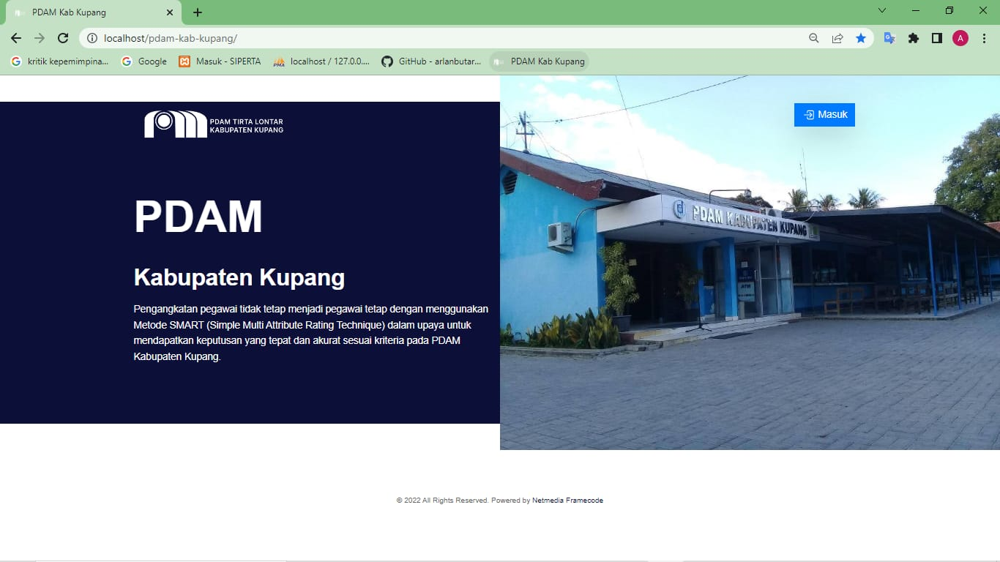 PDAM Kab Kupang
localhost/pdam-kab-kupang/
A
kritik kepemimpina...
Google
Masuk - SIPERTA
PMA
localhost / 127.0.0....
GitHub - arlanbutar...
PDAM Kab Kupang
PDAM TIRTA LONTAR
KABUPATEN KUPANG
Masuk
PDAM
Kabupaten Kupang
Pengangkatan pegawai tidak tetap menjadi pegawai tetap dengan menggunakan
Metode SMART (Simple Multi Attribute Rating Technique) dalam upaya untuk
mendapatkan keputusan yang tepat dan akurat sesuai kriteria pada PDAM
Kabupaten Kupang.
PDAM KABUPATEN KUPANG
ATM
© 2022 All Rights Reserved. Powered by Netmedia Framecode